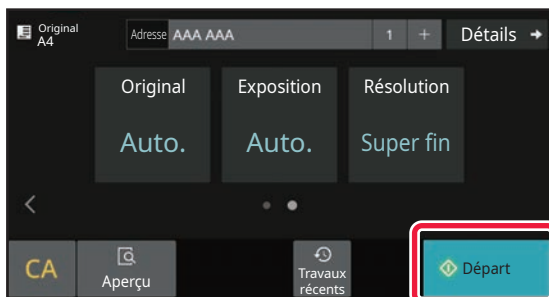 Original
A4
Adresse AAA AAA 1 + Détails
Original Exposition Résolution
Auto. Auto. Super fin
CA Aperçu Travaux récents Départ